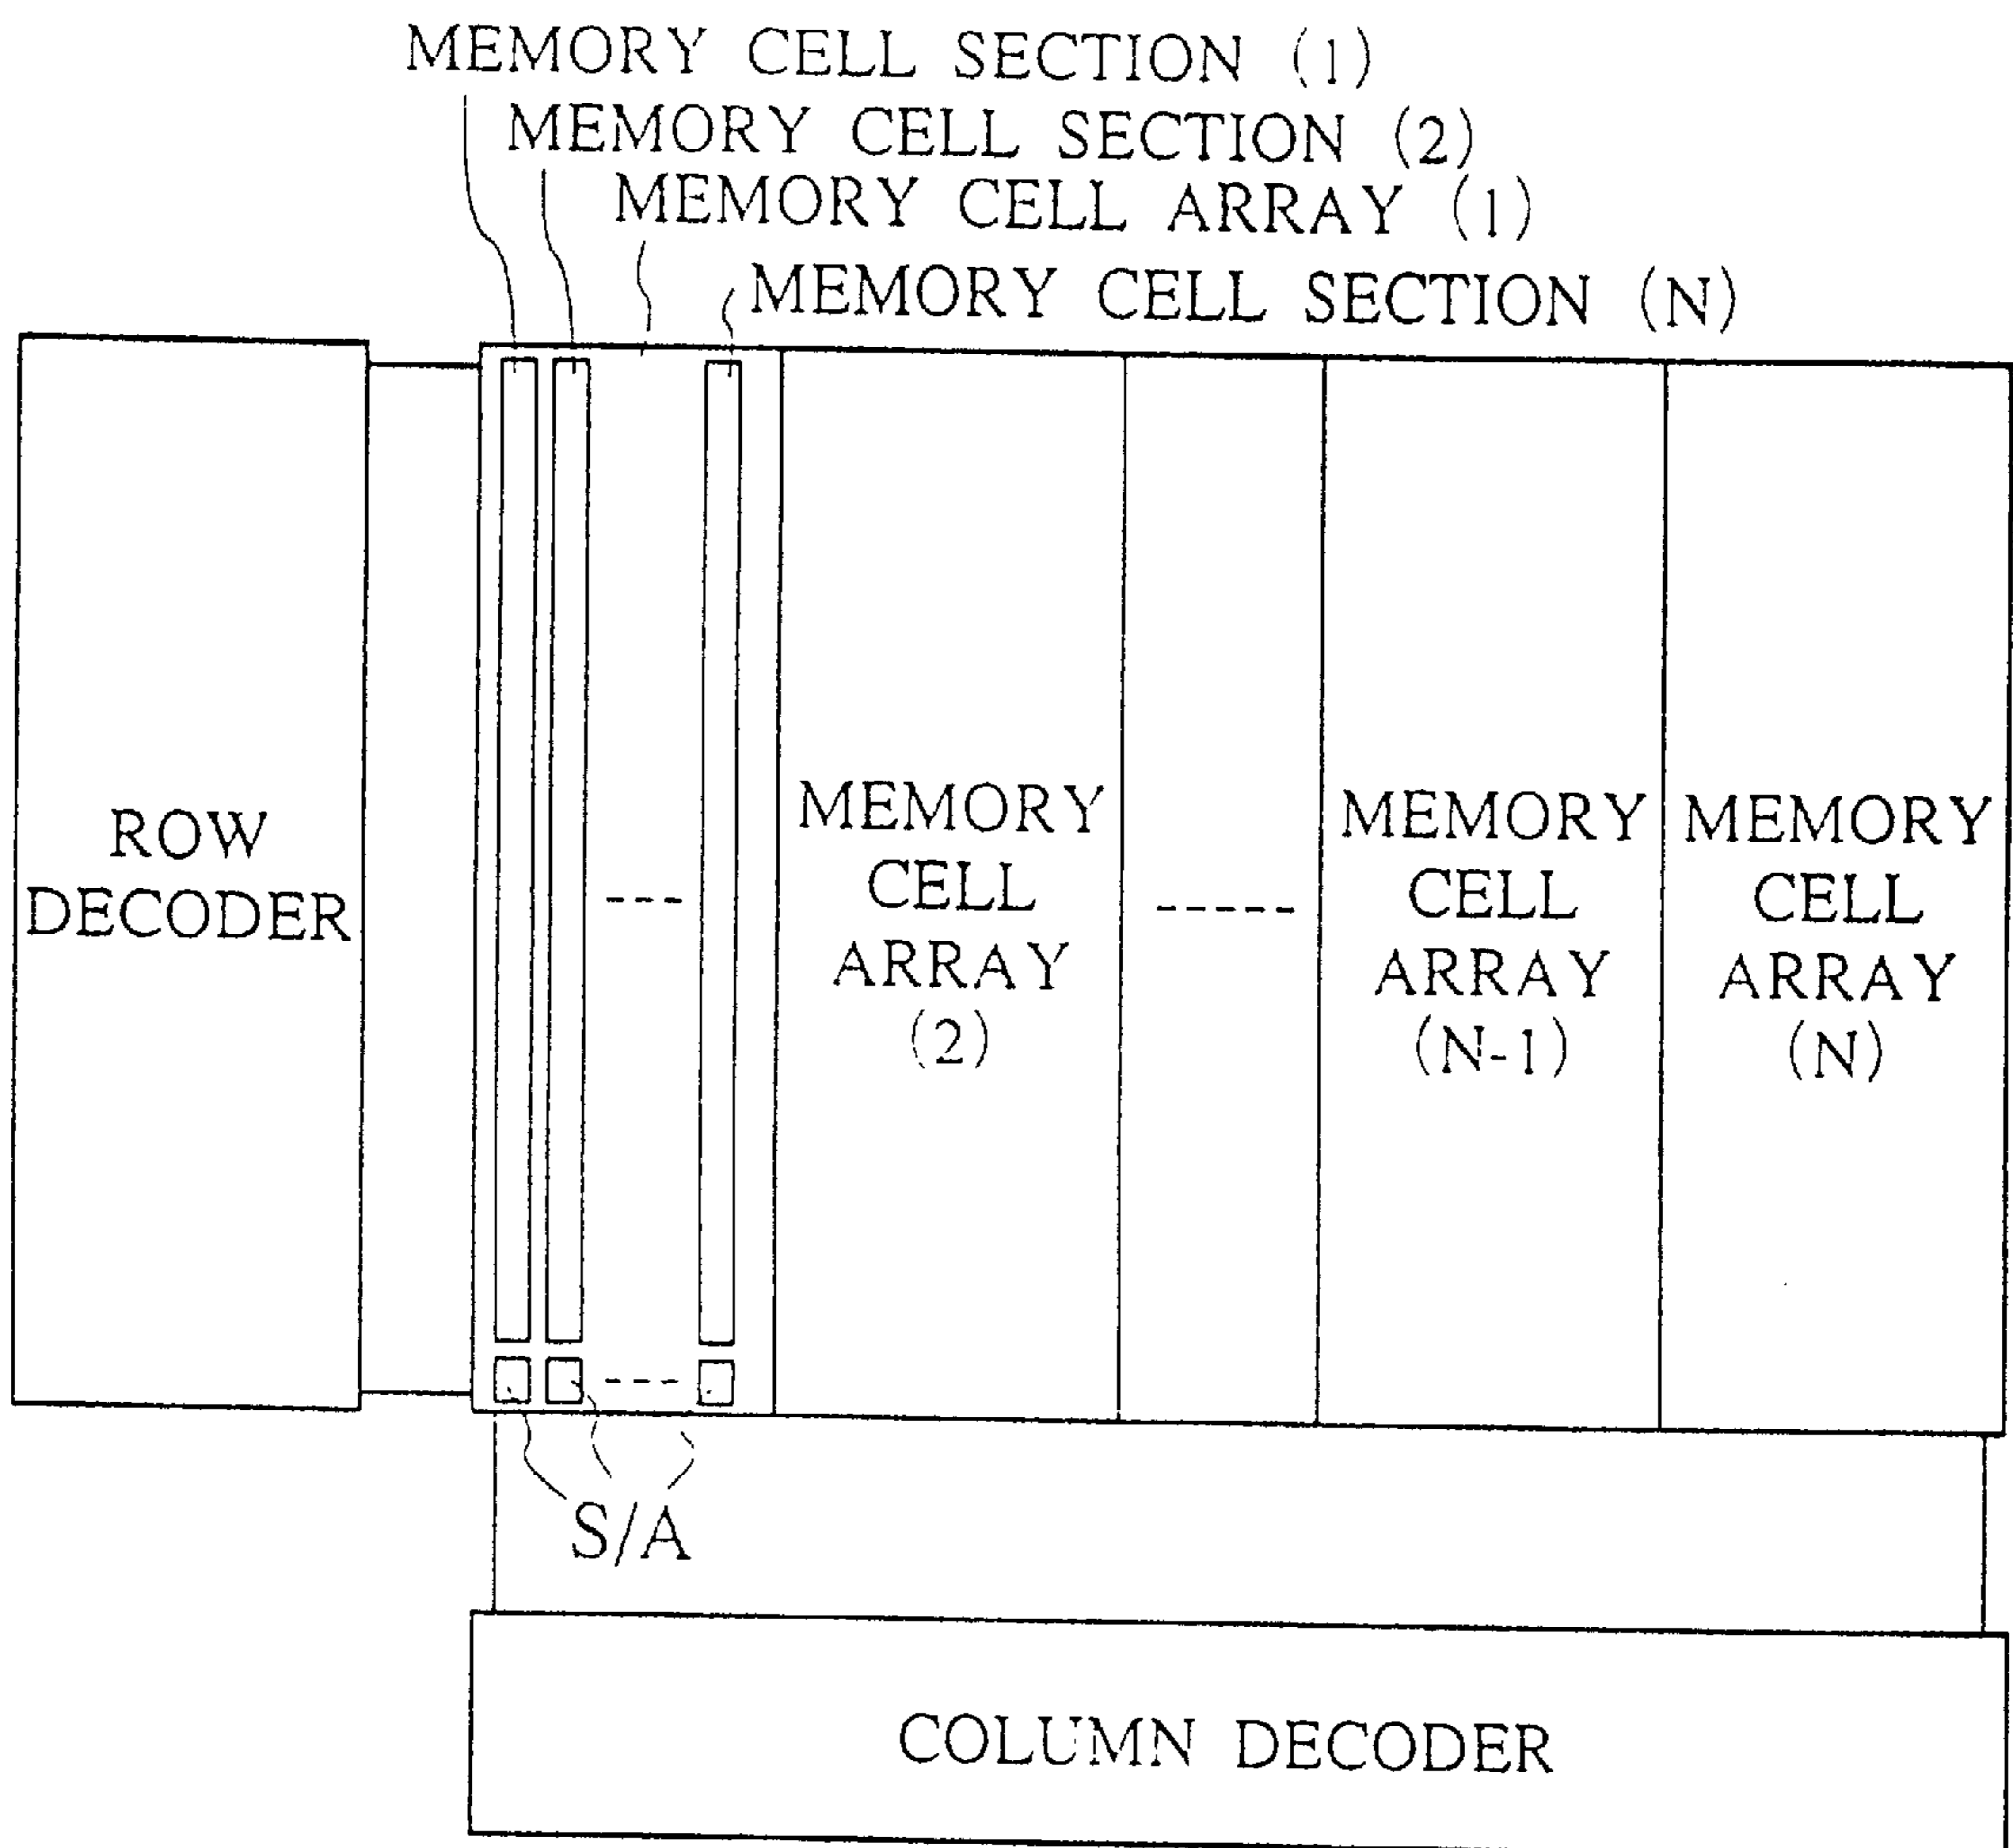 MEMORY CELL SECTION (1)
MEMORY CELL SECTION (2)
MEMORY CELL ARRAY (1)
MEMORY CELL SECTION (N)
ROW
DECODER
MEMORY
CELL
ARRAY
(2)
MEMORY
CELL
ARRAY
(N-1)
MEMORY
CELL
ARRAY
(N)
S/A
COLUMN DECODER